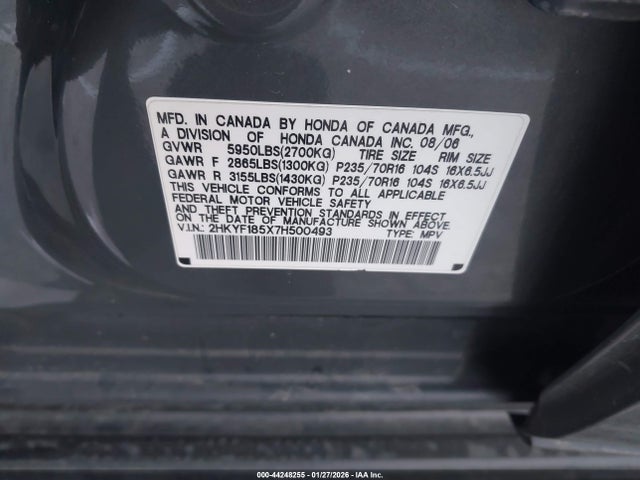 MFD. IN CANADA BY HONDA OF CANADA MFG.,
A DIVISION OF HONDA CANADA INC. 08/06
GVWR 5950LBS(2700KG) TIRE SIZE RIM SIZE
GAWR F 2865LBS(1300KG) P235/70R16 104S 16X6.5JJ
GAWR R 3155LBS(1430KG) P235/70R16 104S 16X6.5JJ
THIS VEHICLE CONFORMS TO ALL APPLICABLE
FEDERAL MOTOR VEHICLE SAFETY
AND THEFT PREVENTION STANDARDS IN EFFECT
ON THE DATE OF MANUFACTURE SHOWN ABOVE.
V.I.N.: 2HKYF185X7H500493 TYPE: MPV
000-44248255 - 01/27/2026 - IAA Inc.